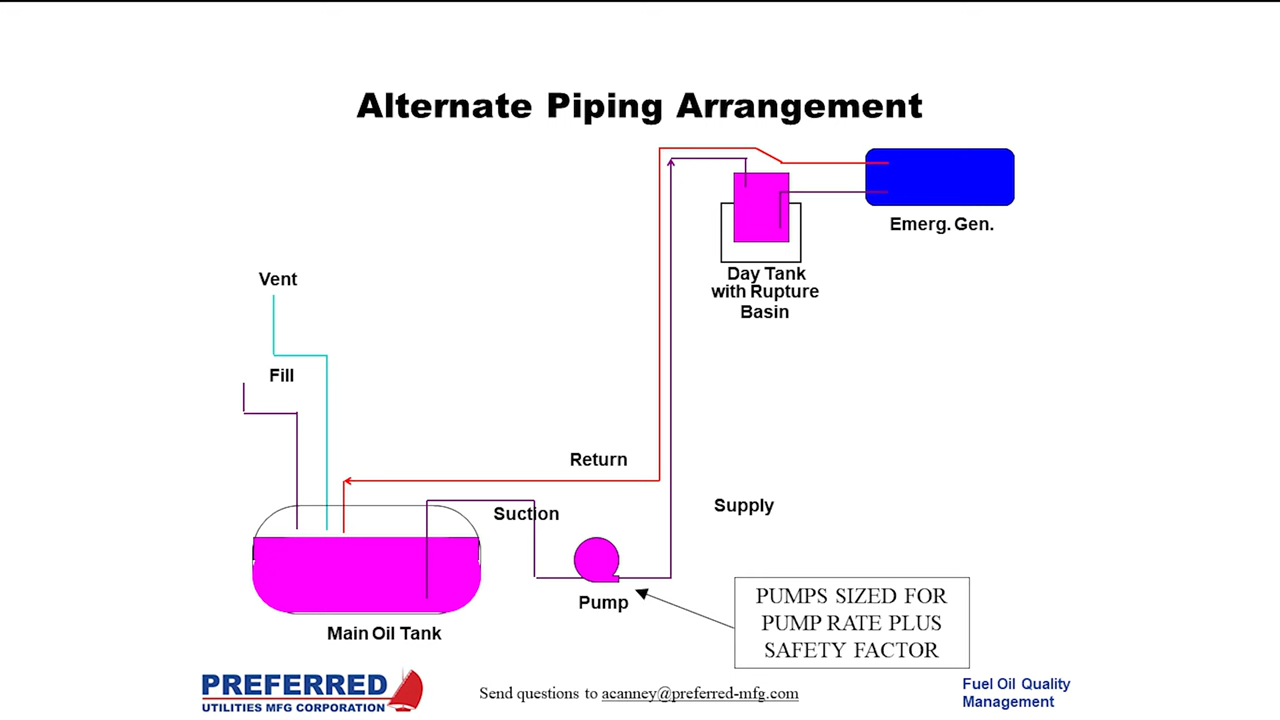 Alternate Piping Arrangement
Emerg. Gen.
Day Tank
with Rupture
Basin
Vent
Fill
Return
Suction
Supply
Pump
PUMPS SIZED FOR
PUMP RATE PLUS
SAFETY FACTOR
Main Oil Tank
PREFERRED
UTILITIES MFG CORPORATION
Send questions to acanney@preferred-mfg.com
Fuel Oil Quality
Management